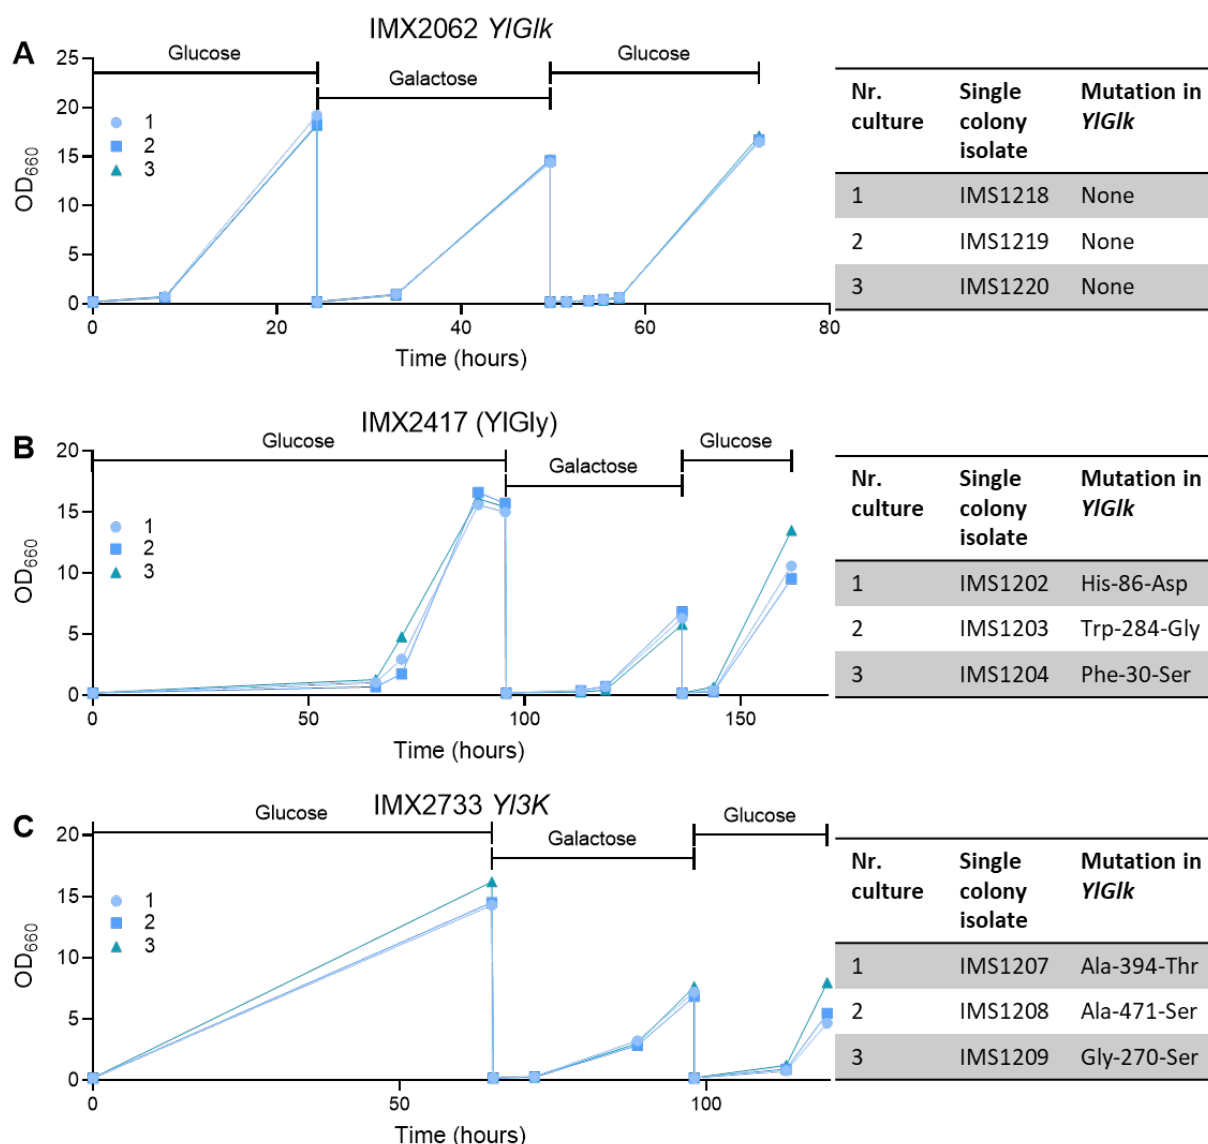 A
IMX2062 YlGlk
Glucose
Galactose
Glucose
25
20
15
10
5
0
OD660
1
2
3
0
20
40
60
80
Time (hours)
Nr. culture
Single colony isolate
Mutation in YlGlk
1 IMS1218 None
2 IMS1219 None
3 IMS1220 None
B
IMX2417 (YlGly)
Glucose
Galactose
Glucose
20
15
10
5
0
OD660
1
2
3
0
50
100
150
Time (hours)
Nr. culture
Single colony isolate
Mutation in YlGlk
1 IMS1202 His-86-Asp
2 IMS1203 Trp-284-Gly
3 IMS1204 Phe-30-Ser
C
IMX2733 Yl3K
Glucose
Galactose
Glucose
20
15
10
5
0
OD660
1
2
3
0
50
100
Time (hours)
Nr. culture
Single colony isolate
Mutation in YlGlk
1 IMS1207 Ala-394-Thr
2 IMS1208 Ala-471-Ser
3 IMS1209 Gly-270-Ser